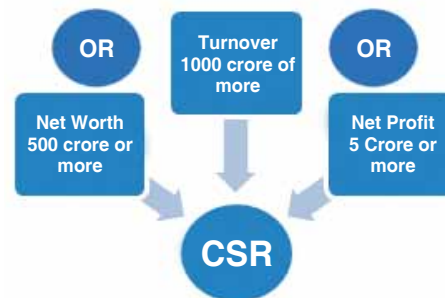 OR
Turnover
1000 crore of
more
OR
Net Worth
500 crore or
more
Net Profit
5 Crore or
more
CSR